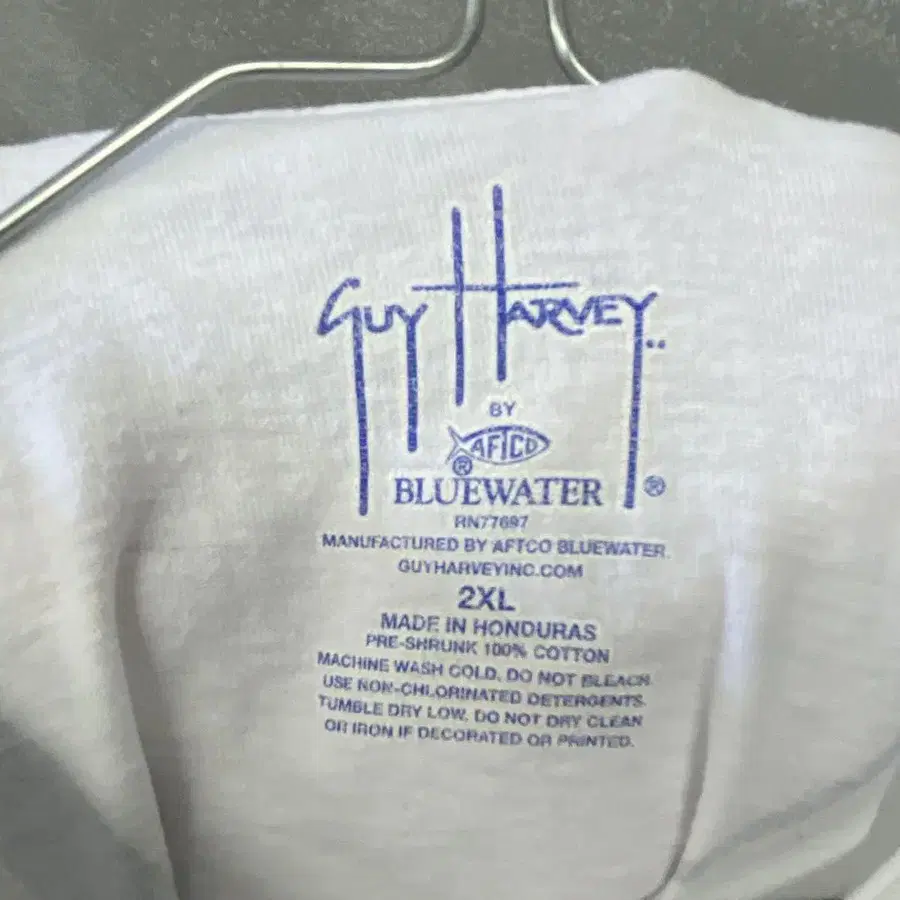 GUY HARVEY
BY
AFTCO
®
BLUEWATER ®
RN77697
MANUFACTURED BY AFTCO BLUEWATER.
GUYHARVEYINC.COM
2XL
MADE IN HONDURAS
PRE-SHRUNK 100% COTTON
MACHINE WASH COLD, DO NOT BLEACH.
USE NON-CHLORINATED DETERGENTS.
TUMBLE DRY LOW, DO NOT DRY CLEAN
OR IRON IF DECORATED OR PRINTED.